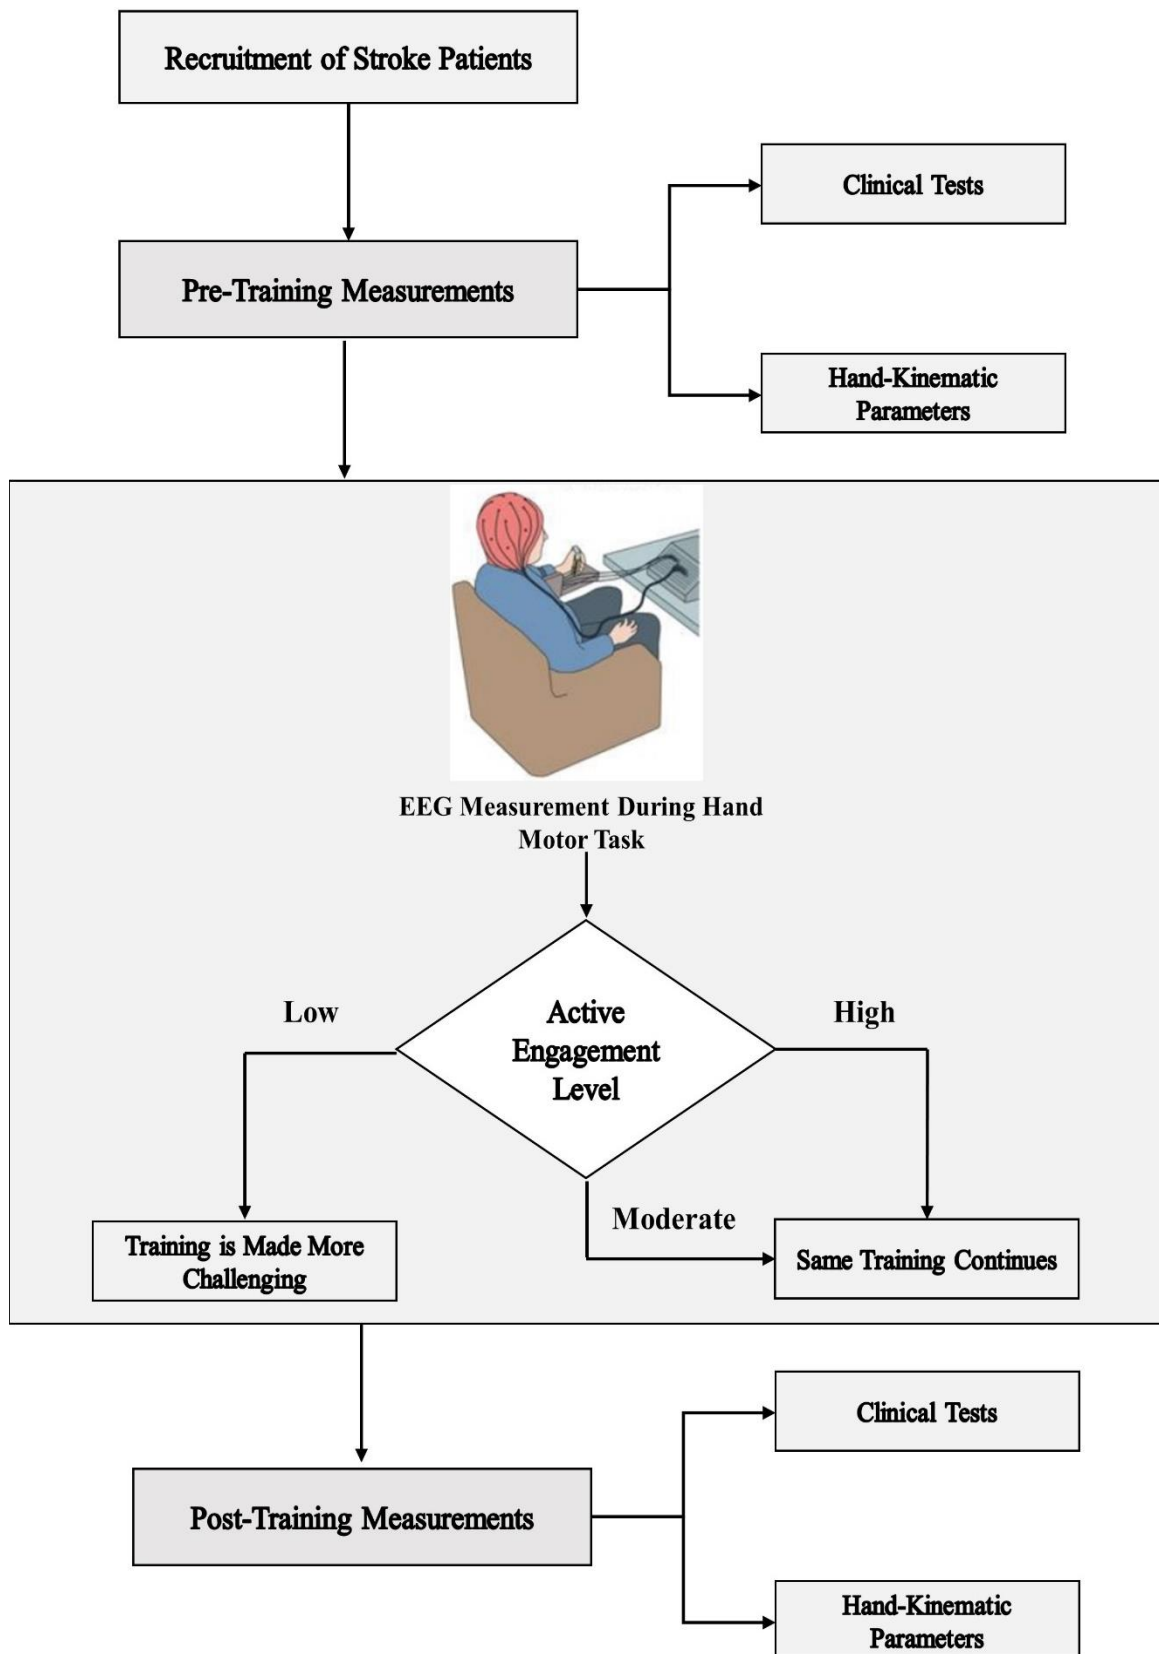 Recruitment of Stroke Patients
Clinical Tests
Pre-Training Measurements
Hand-Kinematic
Parameters
EEG Measurement During Hand
Motor Task
Low
Active
Engagement
Level
High
Moderate
Training is Made More
Challenging
Same Training Continues
Clinical Tests
Post-Training Measurements
Hand-Kinematic
Parameters